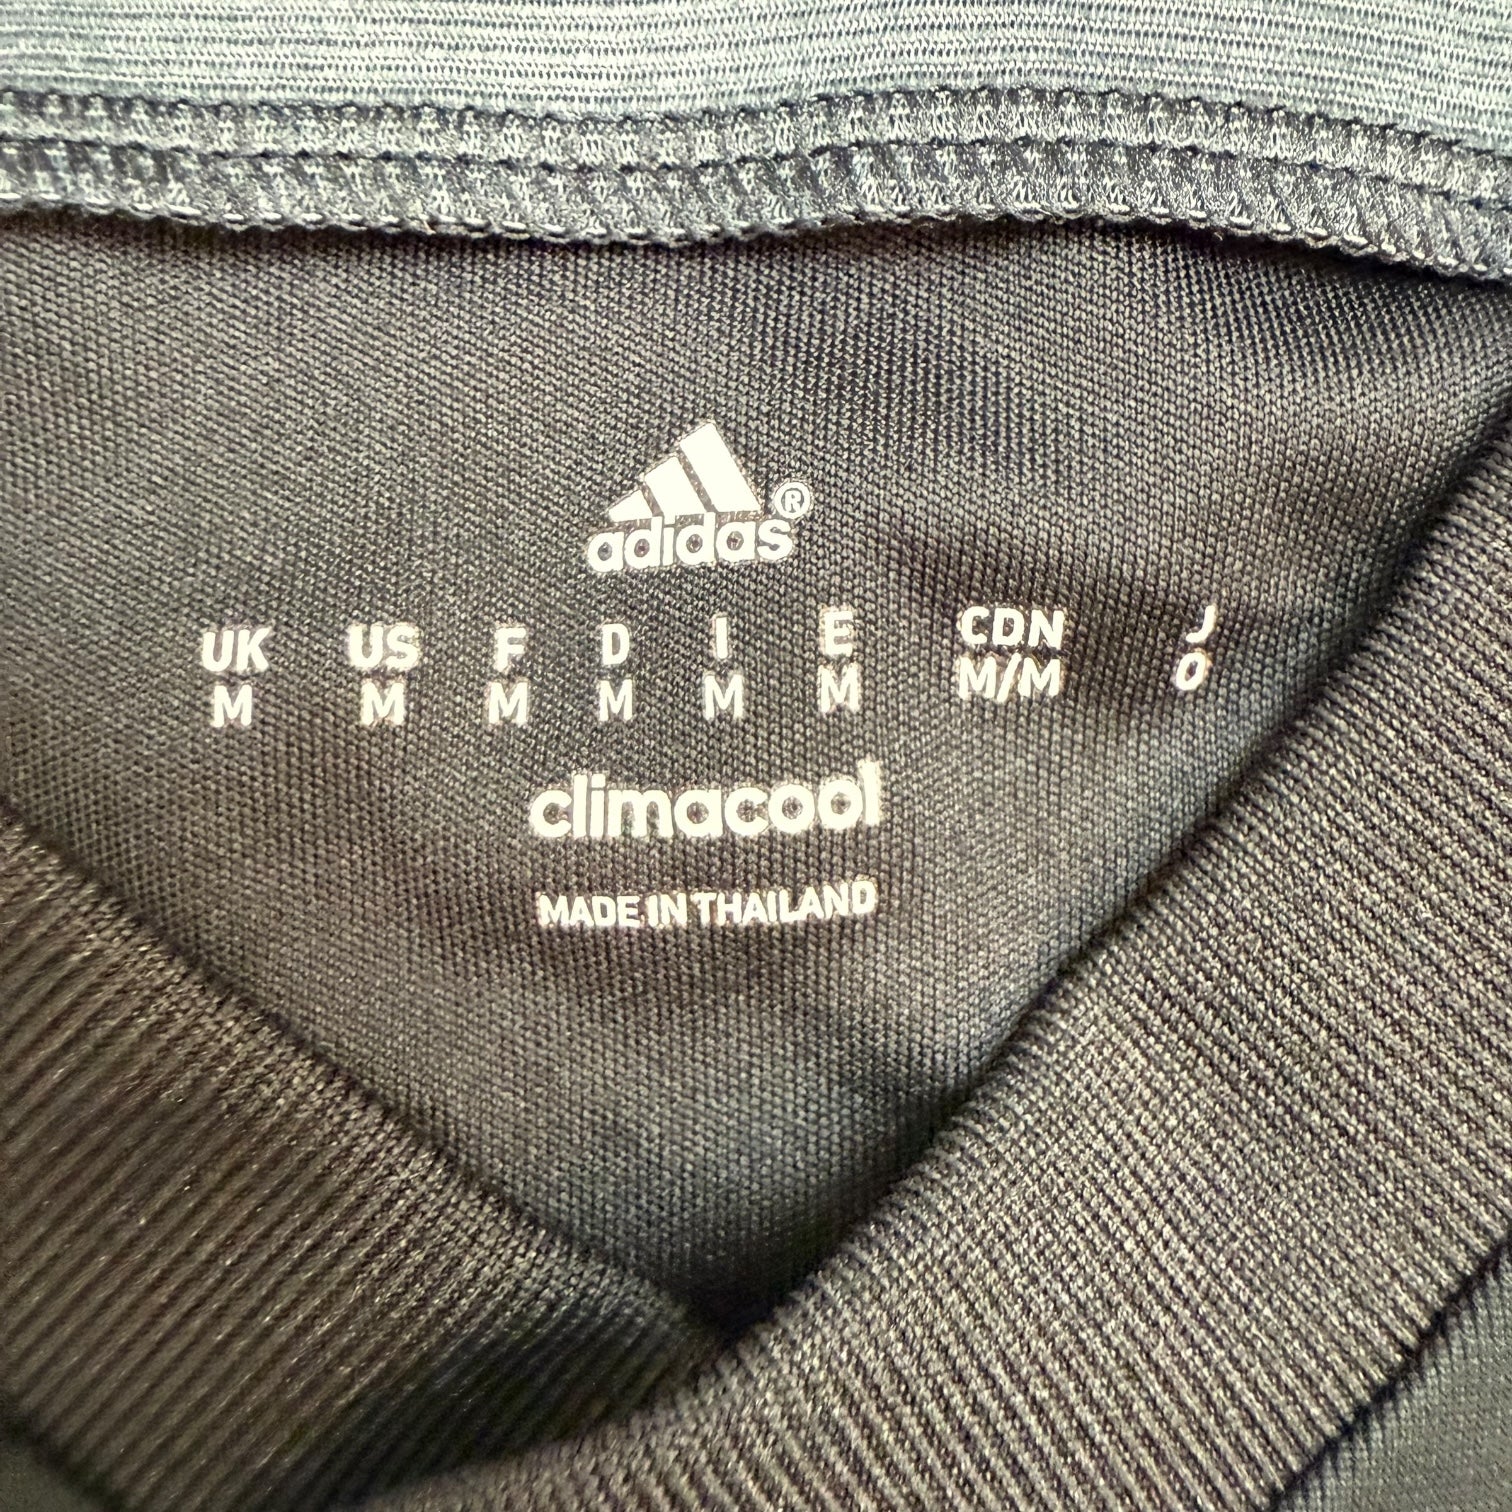 adidas®
UK US F D I E CDN J
M M M M M M M/M O
climacool
MADE IN THAILAND